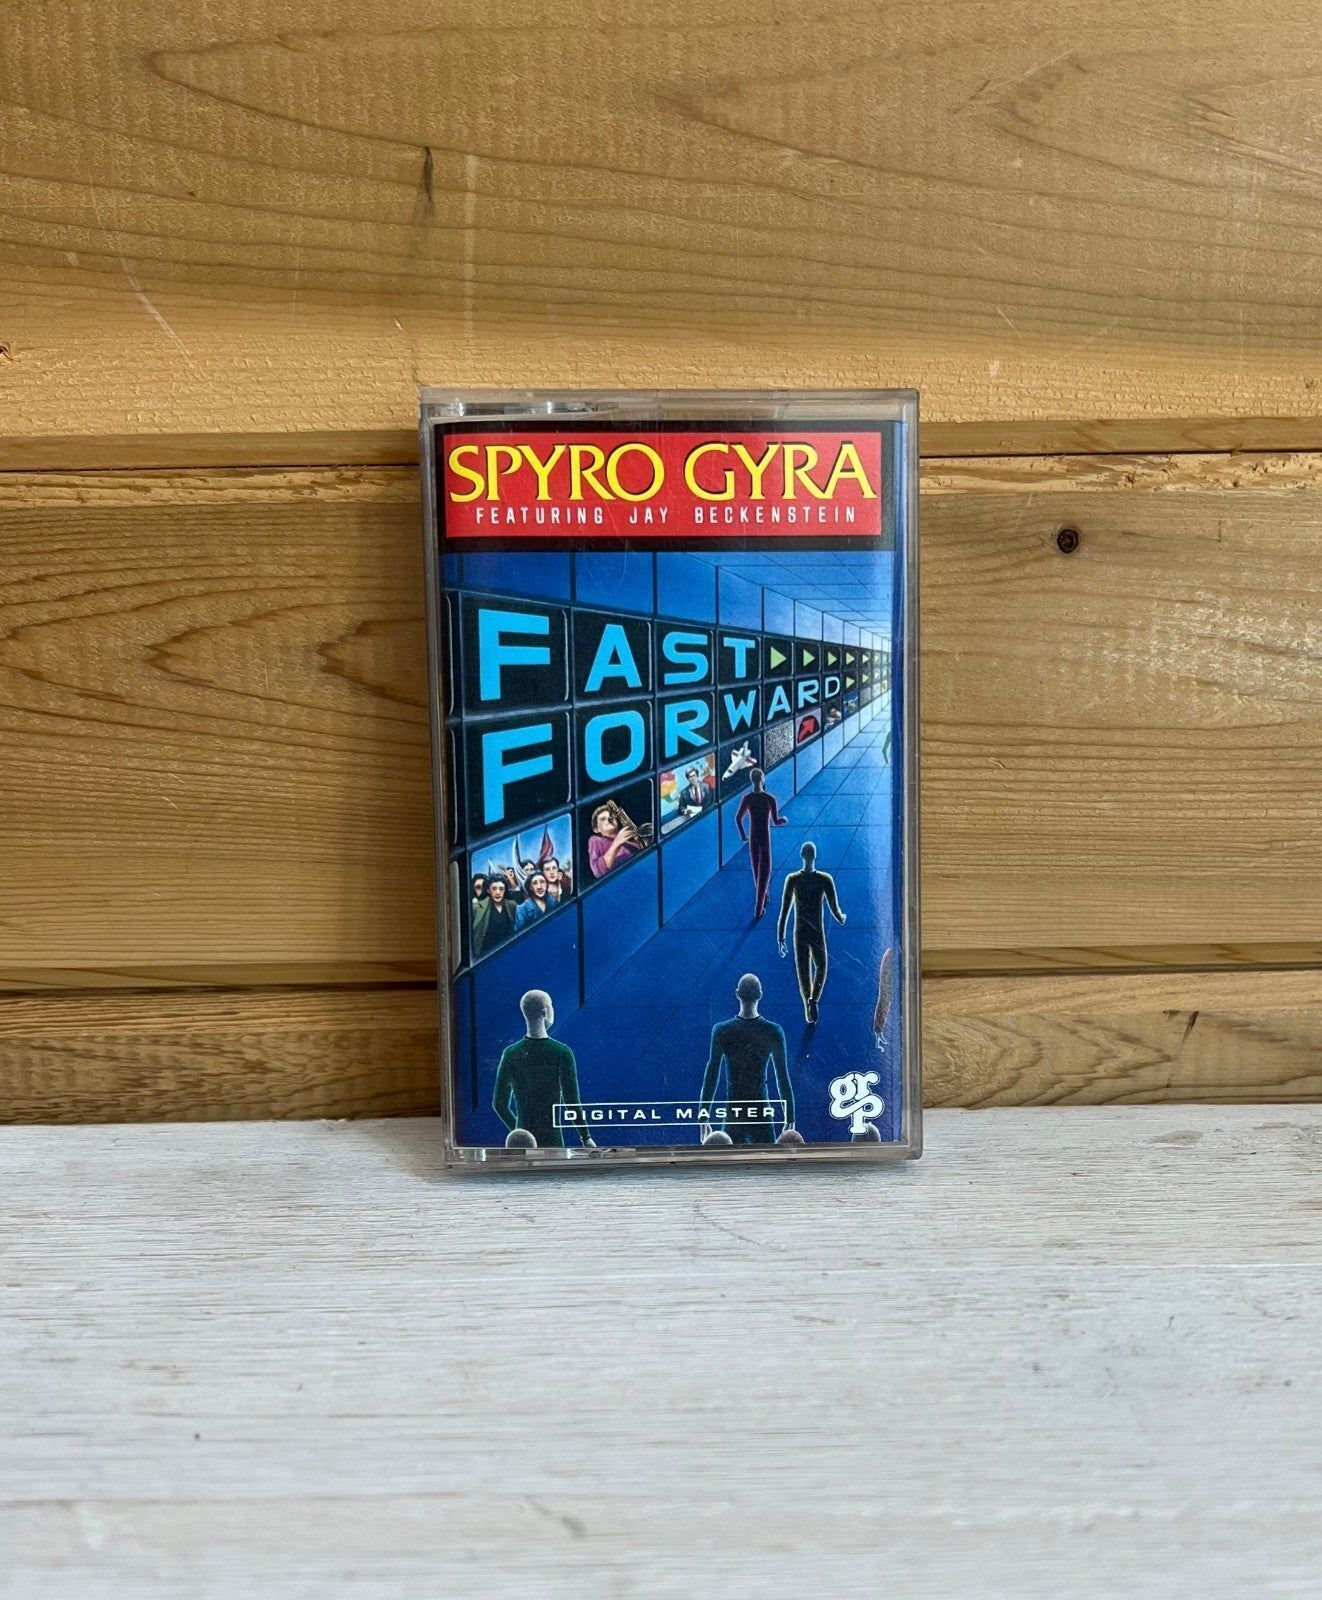 SPYRO GYRA
FEATURING JAY BECKENSTEIN
FAST
FORWARD
DIGITAL MASTER
grp